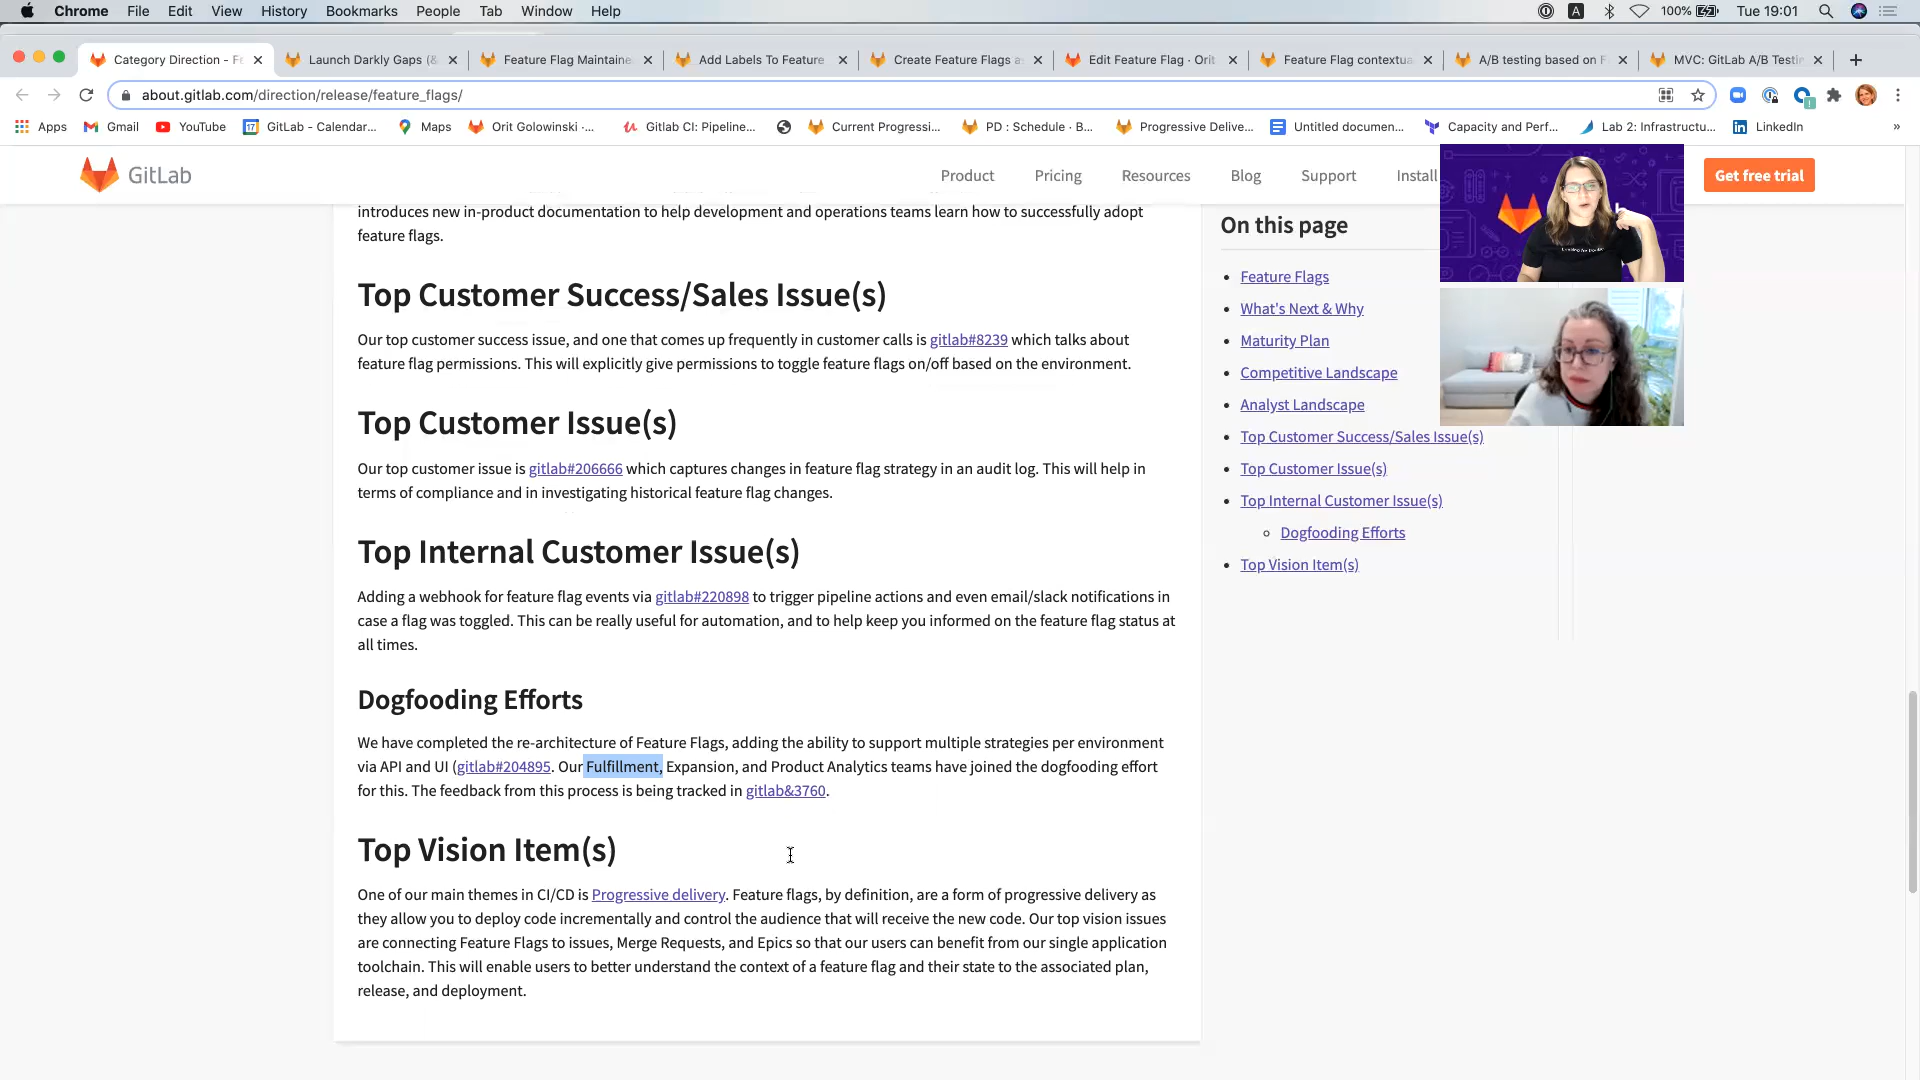 Chrome File Edit View History Bookmarks People Tab Window Help
A 100% Tue 19:01
Category Direction - Fe
Launch Darkly Gaps (&
Feature Flag Maintaine
Add Labels To Feature
Create Feature Flags a
Edit Feature Flag · Orit
Feature Flag contextua
A/B testing based on F
MVC: GitLab A/B Testin
about.gitlab.com/direction/release/feature_flags/
Apps Gmail YouTube 17 GitLab - Calendar... Maps Orit Golowinski ·... Gitlab CI: Pipeline... Current Progressi... PD : Schedule · B... Progressive Delive... Untitled documen... Capacity and Perf... Lab 2: Infrastructu... LinkedIn »
GitLab
Product Pricing Resources Blog Support Install
Get free trial
introduces new in-product documentation to help development and operations teams learn how to successfully adopt
feature flags.
Top Customer Success/Sales Issue(s)
Our top customer success issue, and one that comes up frequently in customer calls is gitlab#8239 which talks about
feature flag permissions. This will explicitly give permissions to toggle feature flags on/off based on the environment.
Top Customer Issue(s)
Our top customer issue is gitlab#206666 which captures changes in feature flag strategy in an audit log. This will help in
terms of compliance and in investigating historical feature flag changes.
Top Internal Customer Issue(s)
Adding a webhook for feature flag events via gitlab#220898 to trigger pipeline actions and even email/slack notifications in
case a flag was toggled. This can be really useful for automation, and to help keep you informed on the feature flag status at
all times.
Dogfooding Efforts
We have completed the re-architecture of Feature Flags, adding the ability to support multiple strategies per environment
via API and UI (gitlab#204895. Our Fulfillment, Expansion, and Product Analytics teams have joined the dogfooding effort
for this. The feedback from this process is being tracked in gitlab&3760.
Top Vision Item(s)
One of our main themes in CI/CD is Progressive delivery. Feature flags, by definition, are a form of progressive delivery as
they allow you to deploy code incrementally and control the audience that will receive the new code. Our top vision issues
are connecting Feature Flags to issues, Merge Requests, and Epics so that our users can benefit from our single application
toolchain. This will enable users to better understand the context of a feature flag and their state to the associated plan,
release, and deployment.
On this page
Feature Flags
What's Next & Why
Maturity Plan
Competitive Landscape
Analyst Landscape
Top Customer Success/Sales Issue(s)
Top Customer Issue(s)
Top Internal Customer Issue(s)
Dogfooding Efforts
Top Vision Item(s)